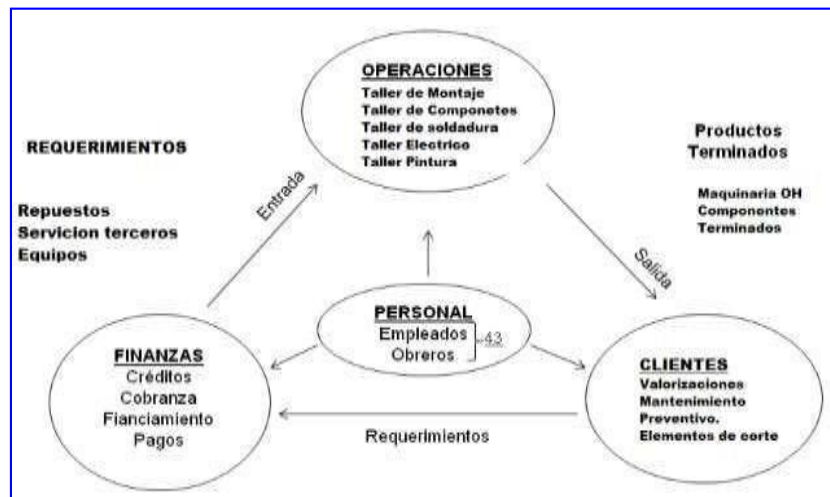 OPERACIONES
Taller de Montaje
Taller de Componetes
Taller de soldadura
Taller Electrico
Taller Pintura
REQUERIMIENTOS
Repuestos
Servicion terceros
Equipos
Entrada
Productos
Terminados
Maquinaria OH
Componentes
Terminados
Salida
PERSONAL
Empleados
Obreros
43
FINANZAS
Créditos
Cobranza
Fianciamiento
Pagos
Requerimientos
CLIENTES
Valorizaciones
Mantenimiento
Preventivo.
Elementos de corte